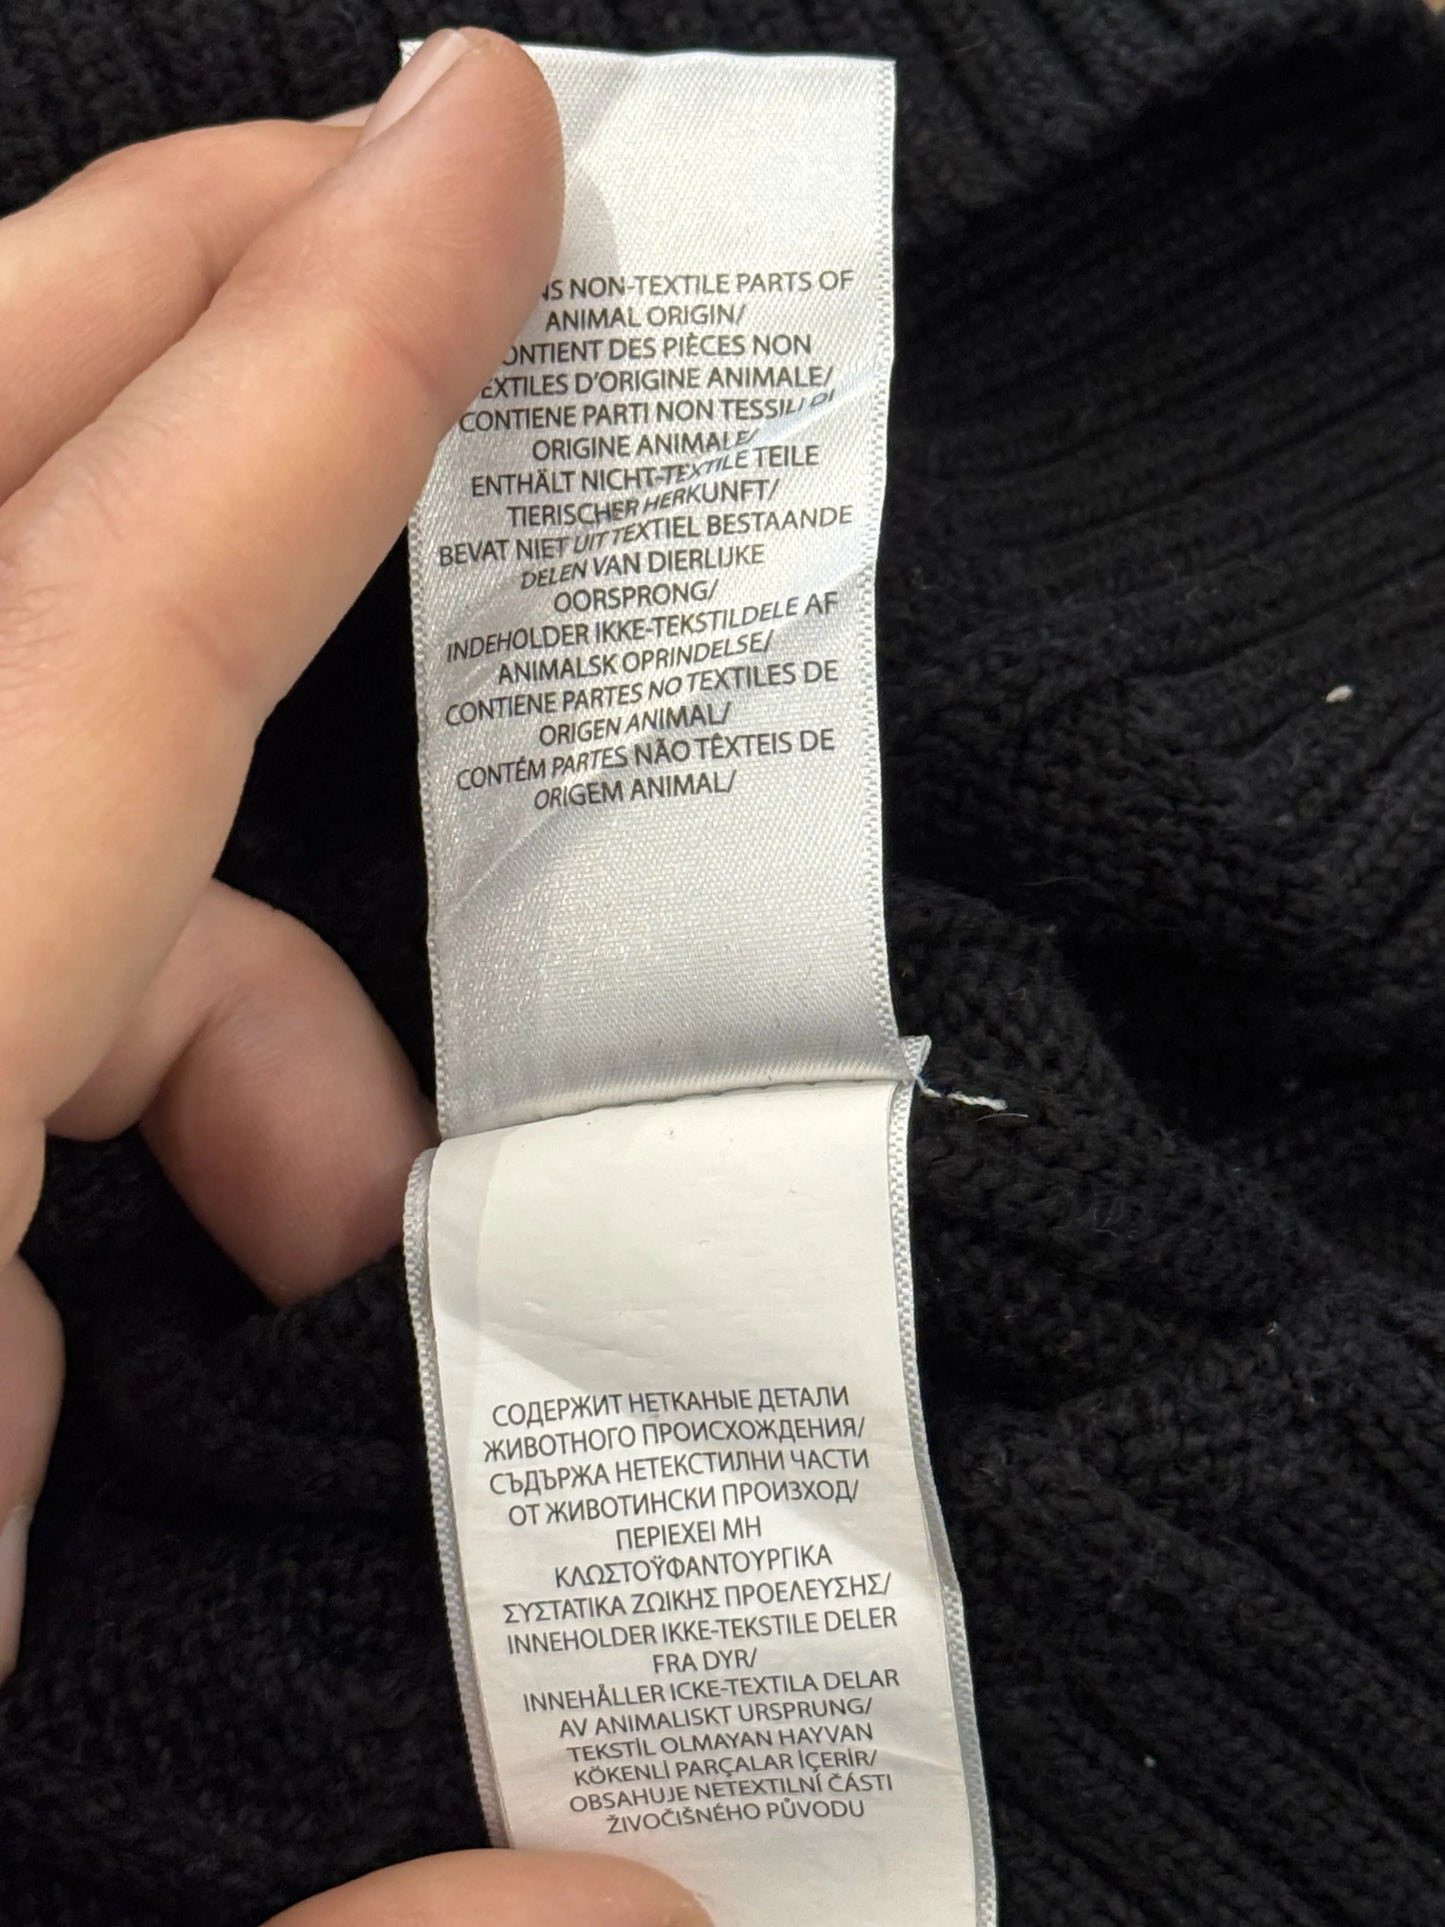 NON-TEXTILE PARTS OF
ANIMAL ORIGIN/
DES PIÈCES NON
D'ORIGINE ANIMALE/
CONTIENE PARTI NON TESSILI DI
ORIGINE ANIMALE/
ENTHÄLT NICHT-TEXTILE TEILE
TIERISCHER HERKUNFT/
BEVAT NIET UIT TEXTIEL BESTAANDE
DELEN VAN DIERLIJKE
OORSPRONG/
INDEHOLDER IKKE-TEKSTILDELE AF
ANIMALSK OPRINDELSE/
CONTIENE PARTES NO TEXTILES DE
ORIGEN ANIMAL/
CONTÉM PARTES NÃO TÊXTEIS DE
ORIGEM ANIMAL/
СОДЕРЖИТ НЕТКАНЫЕ ДЕТАЛИ
ЖИВОТНОГО ПРОИСХОЖДЕНИЯ/
СЪДЪРЖА НЕТЕКСТИЛНИ ЧАСТИ
ОТ ЖИВОТИНСКИ ПРОИЗХОД/
ΠΕΡΙΕΧΕΙ ΜΗ
ΚΛΩΣΤΟΫΦΑΝΤΟΥΡΓΙΚΑ
ΣΥΣΤΑΤΙΚΑ ΖΩΙΚΗΣ ΠΡΟΕΛΕΥΣΗΣ/
INNEHOLDER IKKE-TEKSTILE DELER
FRA DYR/
INNEHÅLLER ICKE-TEXTILA DELAR
AV ANIMALISKT URSPRUNG/
TEKSTİL OLMAYAN HAYVAN
KÖKENLİ PARÇALAR İÇERİR/
OBSAHUJE NETEXTILNÍ ČÁSTI
ŽIVOČIŠNÉHO PŮVODU